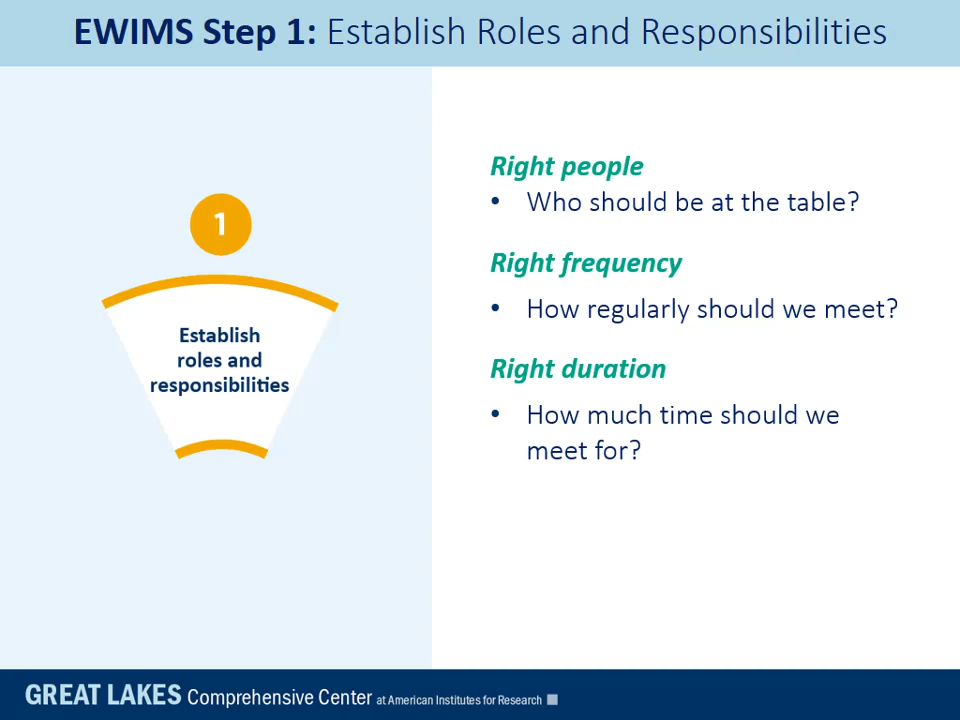 EWIMS Step 1: Establish Roles and Responsibilities
1
Establish
roles and
responsibilities
Right people
• Who should be at the table?
Right frequency
• How regularly should we meet?
Right duration
• How much time should we
meet for?
GREAT LAKES Comprehensive Center at American Institutes for Research